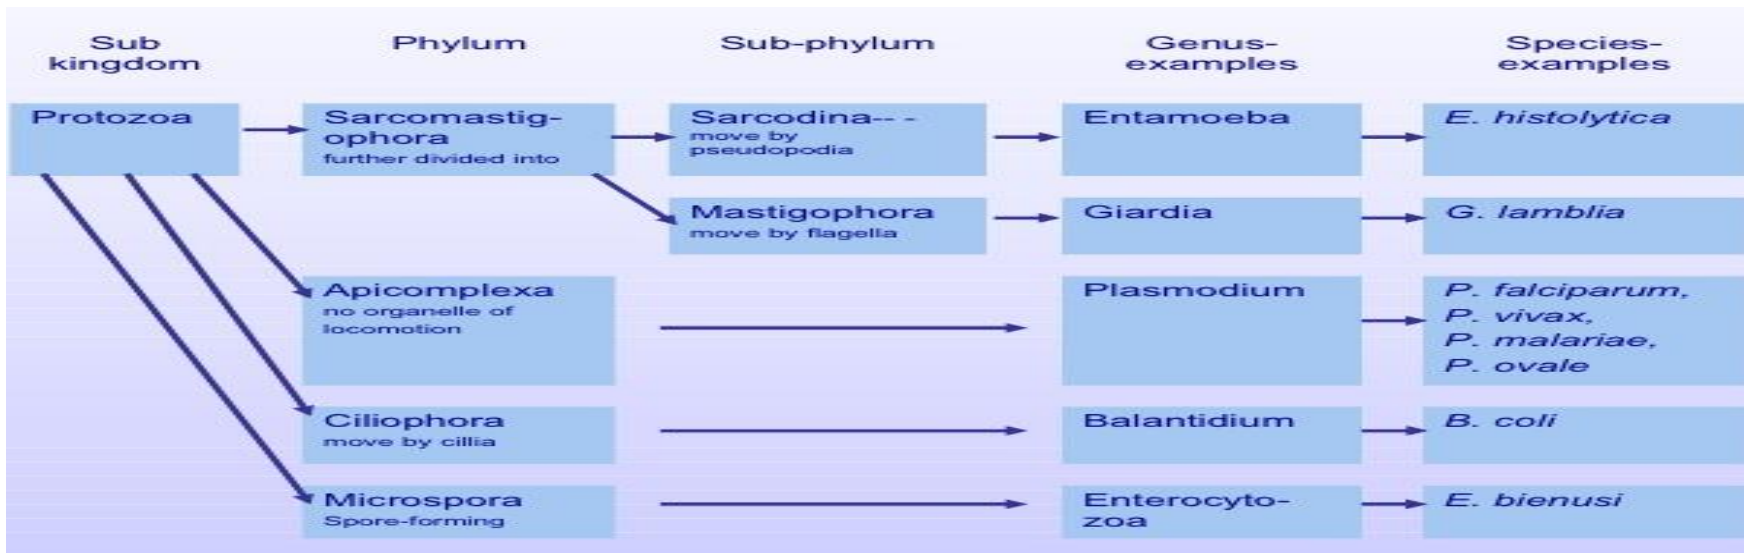 Sub
kingdom
Phylum
Sub-phylum
Genus-
examples
Species-
examples
Protozoa
Sarcomastig-
ophora
further divided into
Sarcodina-- -
move by
pseudopodia
Entamoeba
E. histolytica
Mastigophora
move by flagella
Giardia
G. lamblia
Apicomplexa
no organelle of
locomotion
Plasmodium
P. falciparum,
P. vivax,
P. malariae,
P. ovale
Ciliophora
move by cillia
Balantidium
B. coli
Microspora
Spore-forming
Enterocyto-
zoa
E. bienusi